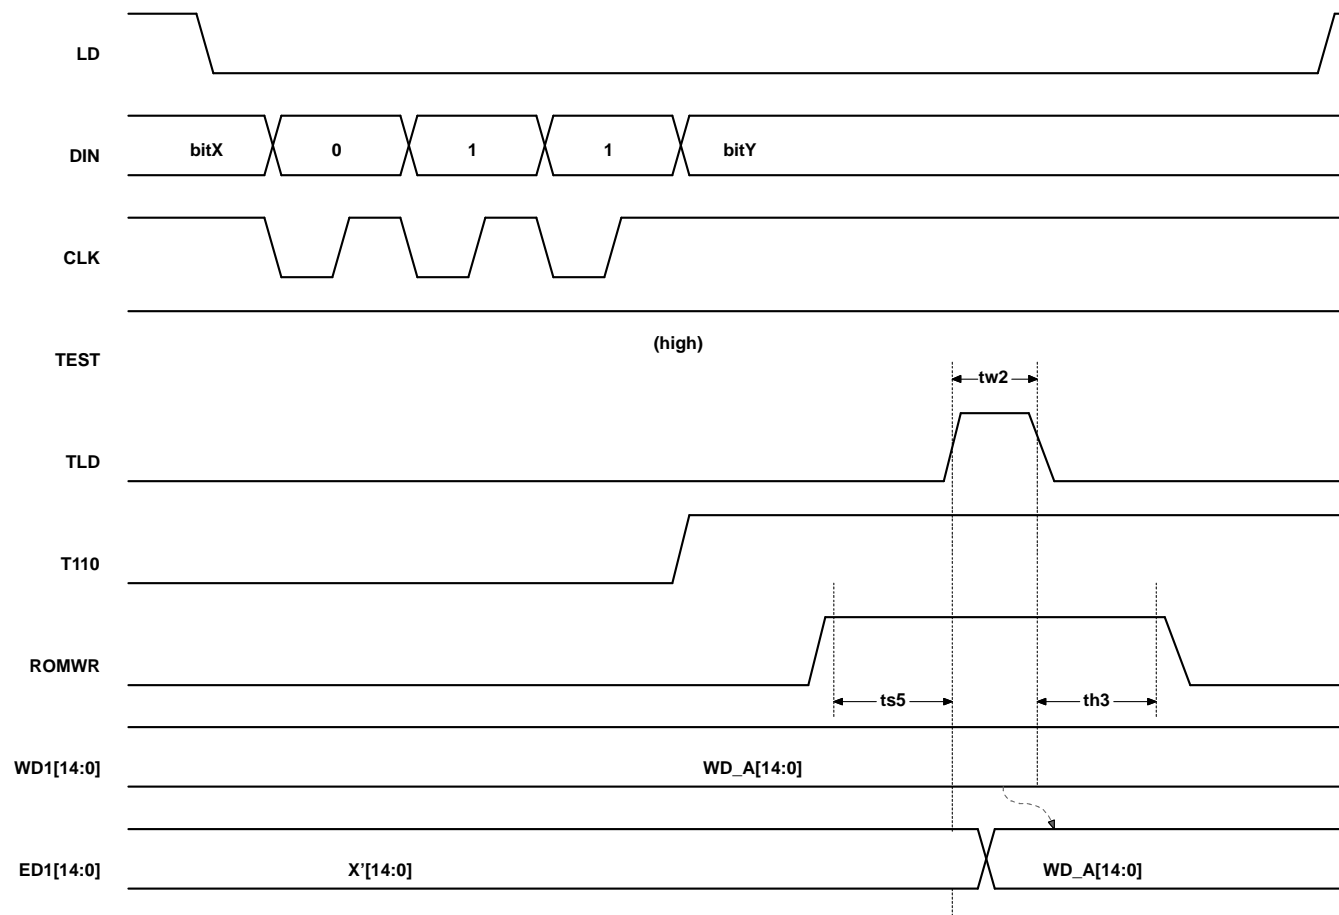 LD
DIN bitX 0 1 1 bitY
CLK
(high)
TEST
tw2
TLD
T110
ROMWR
ts5 th3
WD1[14:0] WD_A[14:0]
ED1[14:0] X’[14:0] WD_A[14:0]